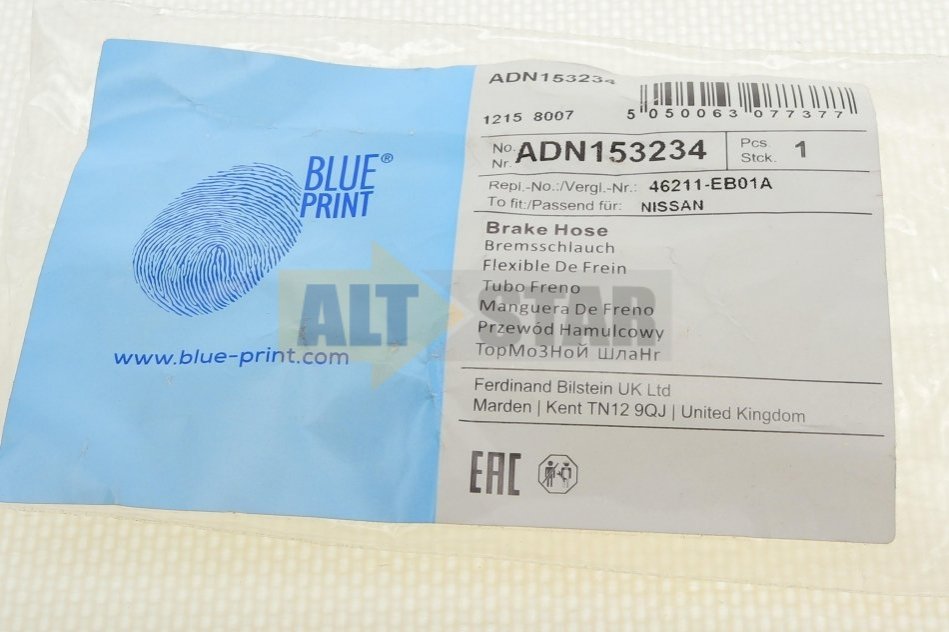 BLUE®
PRINT
www.blue-print.com
ADN153234
1215 8007
5 050063 077377
No.
Nr. ADN153234
Pcs.
Stck. 1
Repl.-No.:/Vergl.-Nr.: 46211-EB01A
To fit:/Passend für: NISSAN
Brake Hose
Bremsschlauch
Flexible De Frein
Tubo Freno
Manguera De Freno
Przewód Hamulcowy
ТорМоЗНоЙ ШлаНг
Ferdinand Bilstein UK Ltd
Marden | Kent TN12 9QJ | United Kingdom
EAC
ALT STAR